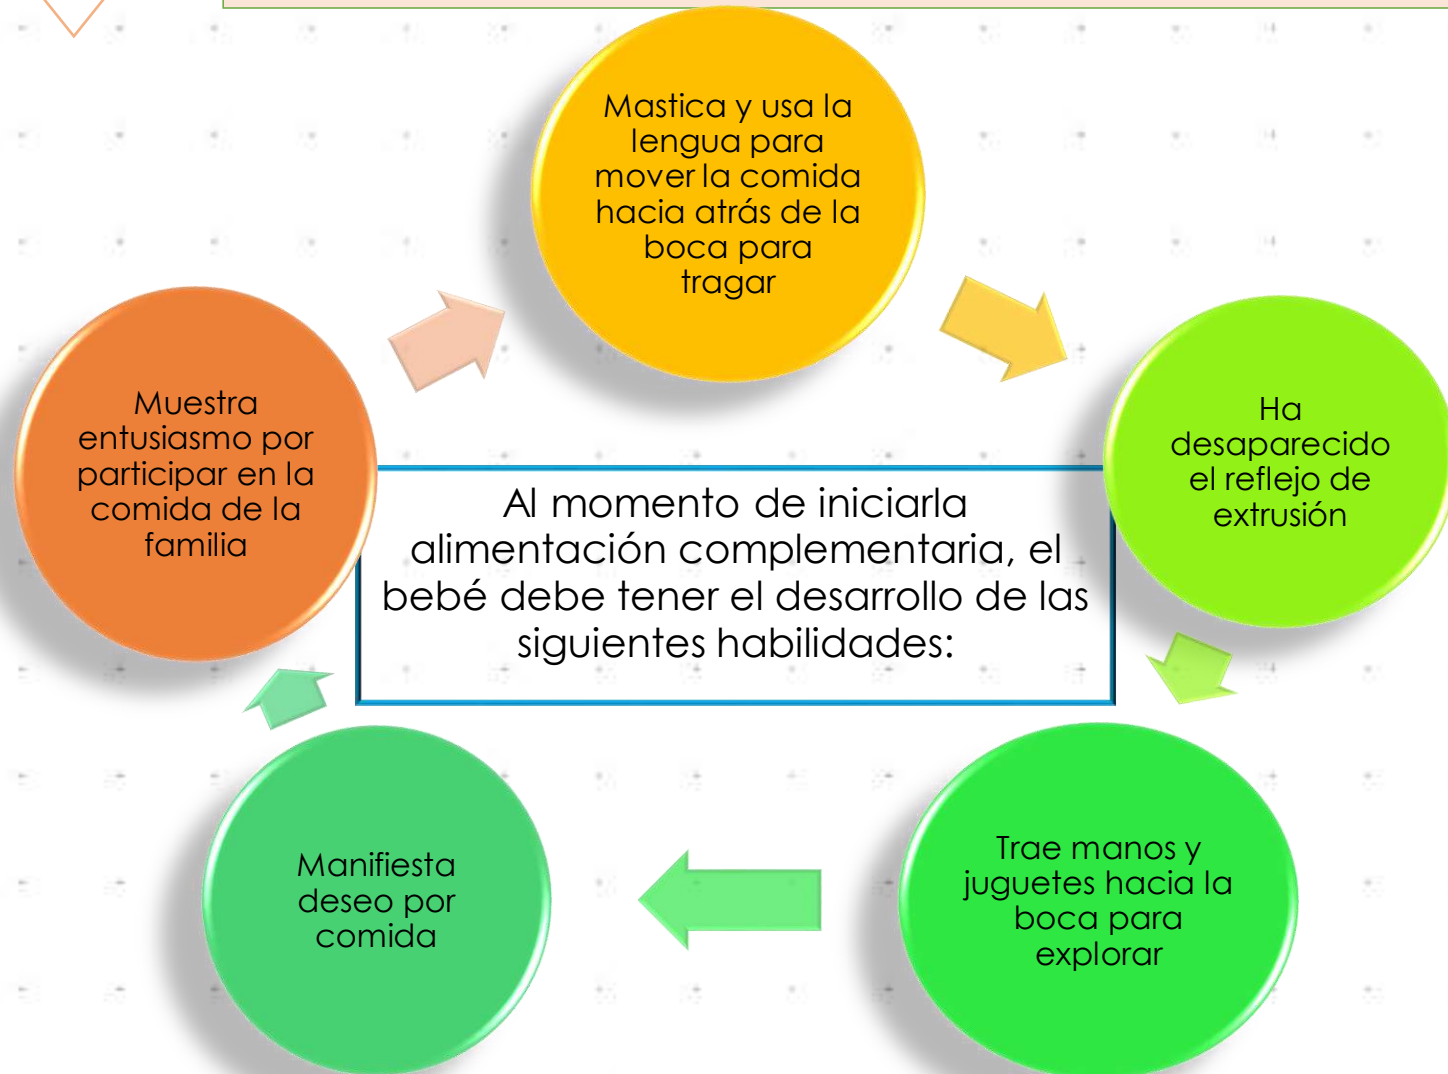 Mastica y usa la
lengua para
mover la comida
hacia atrás de la
boca para
tragar
Ha
desaparecido
el reflejo de
extrusión
Trae manos y
juguetes hacia la
boca para
explorar
Manifiesta
deseo por
comida
Muestra
entusiasmo por
participar en la
comida de la
familia
Al momento de iniciarla
alimentación complementaria, el
bebé debe tener el desarrollo de las
siguientes habilidades: